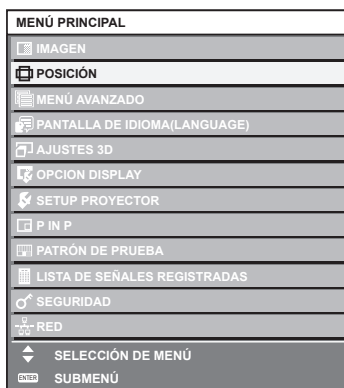 MENÚ PRINCIPAL
IMAGEN
POSICIÓN
MENÚ AVANZADO
PANTALLA DE IDIOMA(LANGUAGE)
AJUSTES 3D
OPCION DISPLAY
SETUP PROYECTOR
P IN P
PATRÓN DE PRUEBA
LISTA DE SEÑALES REGISTRADAS
SEGURIDAD
RED
SELECCIÓN DE MENÚ
ENTER SUBMENÚ